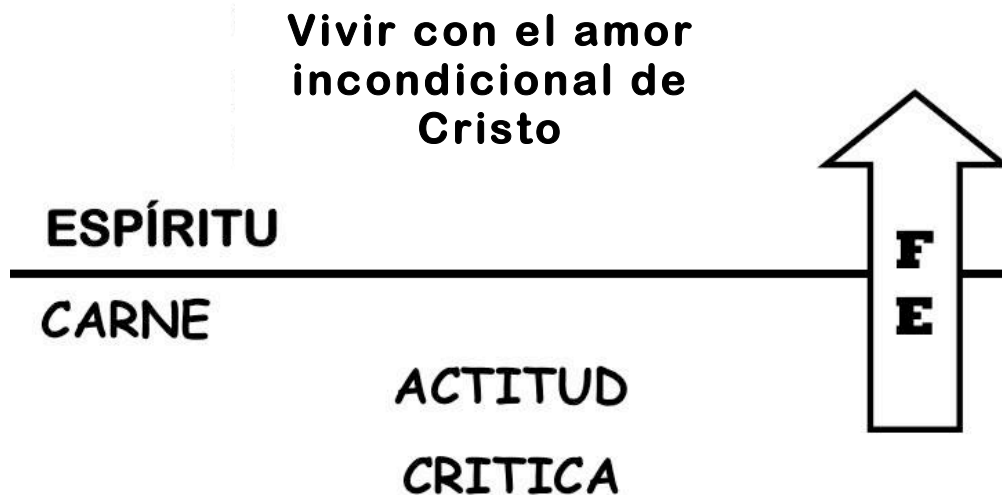 Vivir con el amor
incondicional de
Cristo
ESPÍRITU
F
E
CARNE
ACTITUD
CRITICA